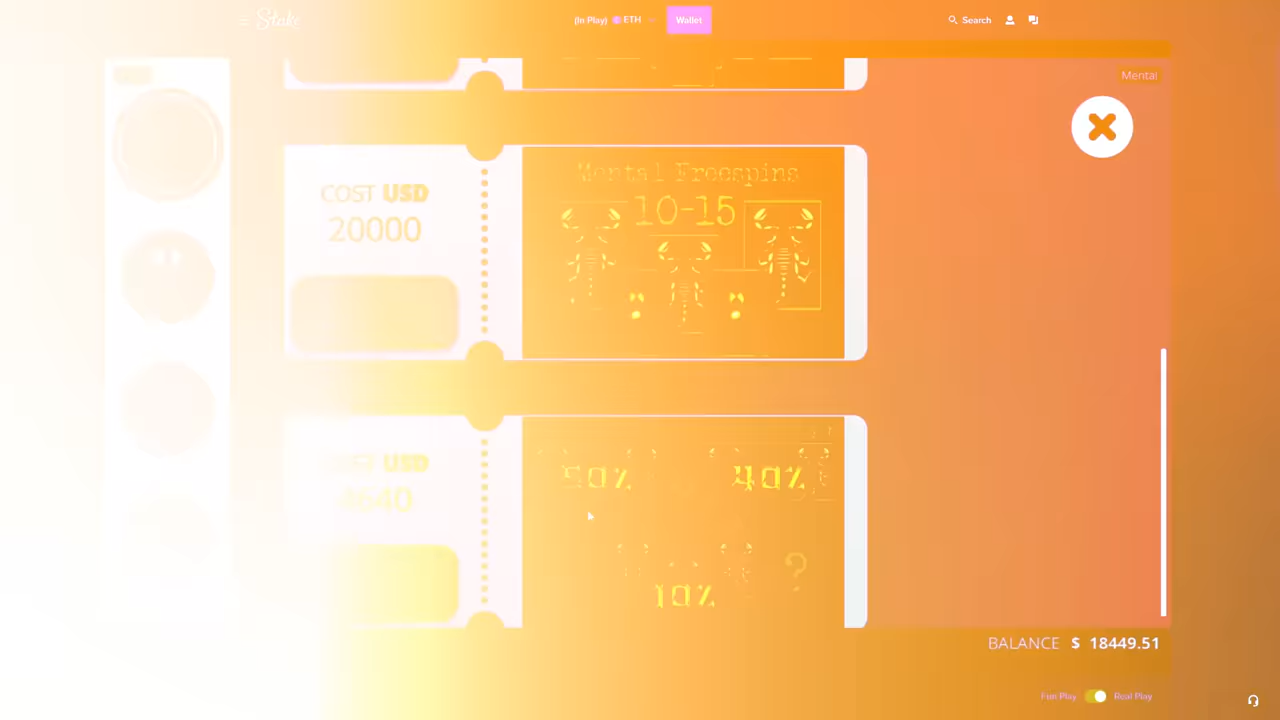 Stake
(In Play) ETH
Wallet
Search
Mental
COST USD
20000
Mental Freespins
10-15
USD
50%
40%
10%
?
BALANCE $ 18449.51
Fun Play
Real Play